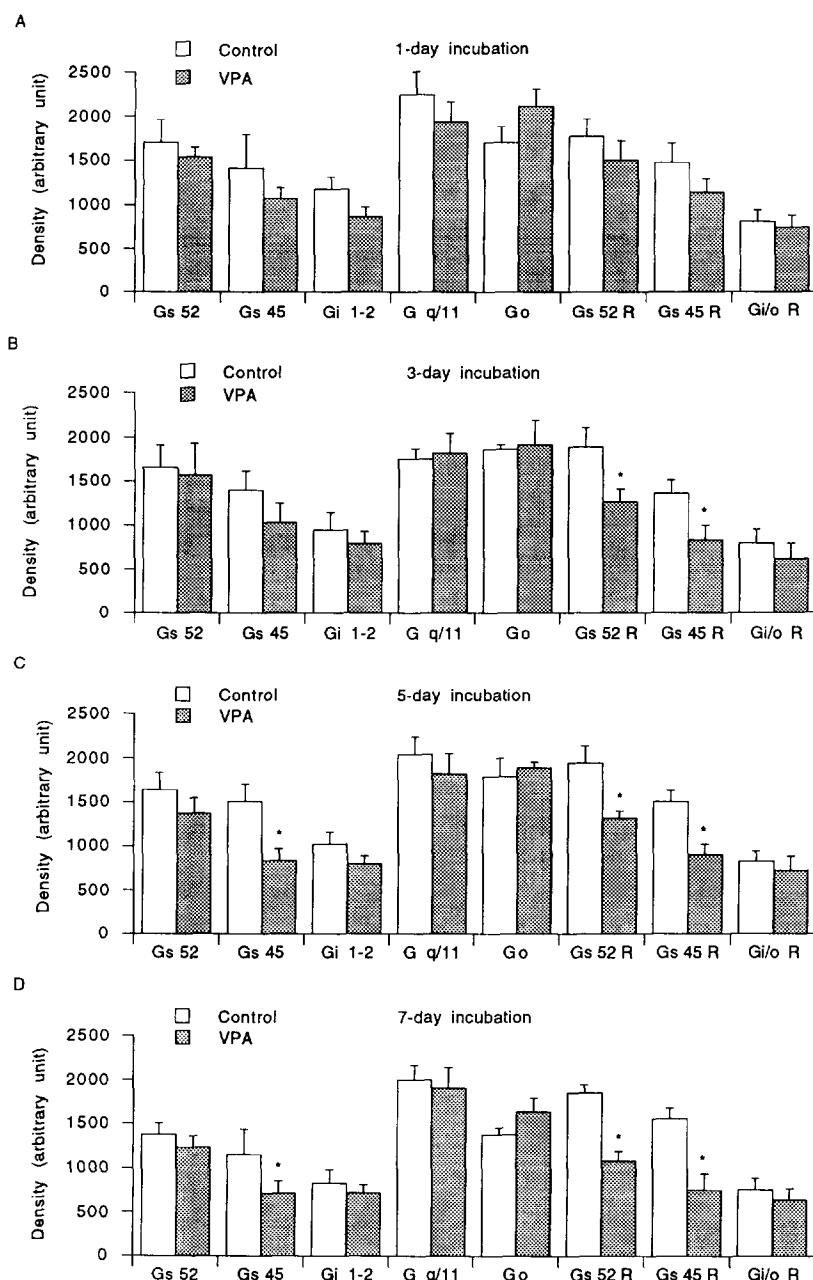 A
Control
1-day incubation
VPA
2500
2000
1500
1000
500
0
Density (arbitrary unit)
Gs 52 Gs 45 Gi 1-2 G q/11 Go Gs 52 R Gs 45 R Gi/o R
B
Control
3-day incubation
VPA
2500
2000
1500
1000
500
0
Density (arbitrary unit)
*
*
Gs 52 Gs 45 Gi 1-2 G q/11 Go Gs 52 R Gs 45 R Gi/o R
C
Control
5-day incubation
VPA
2500
2000
1500
1000
500
0
Density (arbitrary unit)
*
*
*
Gs 52 Gs 45 Gi 1-2 G q/11 Go Gs 52 R Gs 45 R Gi/o R
D
Control
7-day incubation
VPA
2500
2000
1500
1000
500
0
Density (arbitrary unit)
*
*
*
Gs 52 Gs 45 Gi 1-2 G q/11 Go Gs 52 R Gs 45 R Gi/o R